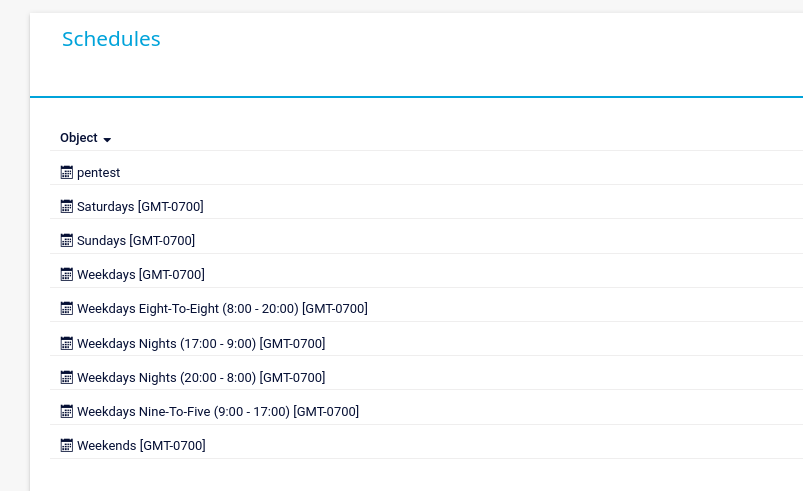 Schedules
Object
pentest
Saturdays [GMT-0700]
Sundays [GMT-0700]
Weekdays [GMT-0700]
Weekdays Eight-To-Eight (8:00 - 20:00) [GMT-0700]
Weekdays Nights (17:00 - 9:00) [GMT-0700]
Weekdays Nights (20:00 - 8:00) [GMT-0700]
Weekdays Nine-To-Five (9:00 - 17:00) [GMT-0700]
Weekends [GMT-0700]